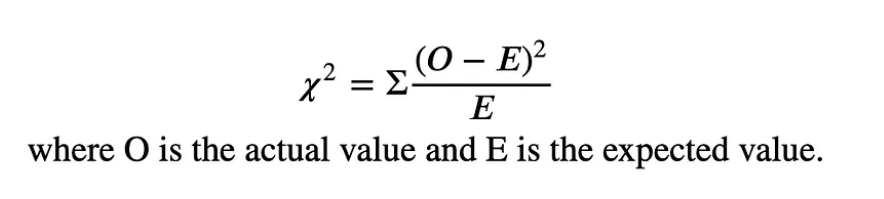 χ² = Σ (O − E)² / E
where O is the actual value and E is the expected value.